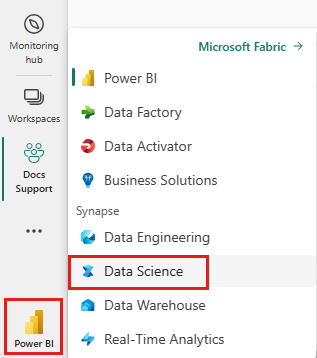 Monitoring
hub
Workspaces
Docs
Support
Power BI
Microsoft Fabric →
Power BI
Data Factory
Data Activator
Business Solutions
Synapse
Data Engineering
Data Science
Data Warehouse
Real-Time Analytics